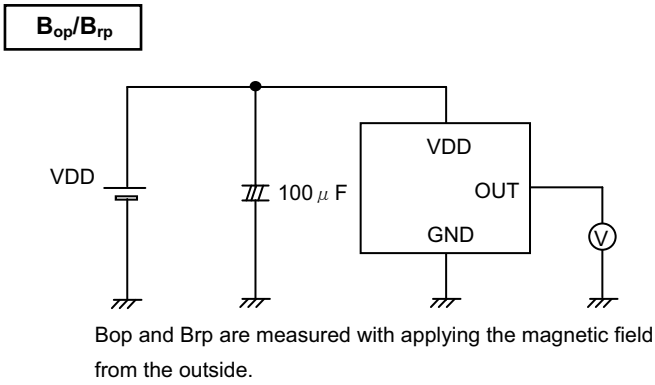 Bop/Brp
VDD
100 μ F
VDD
OUT
GND
V
Bop and Brp are measured with applying the magnetic field
from the outside.